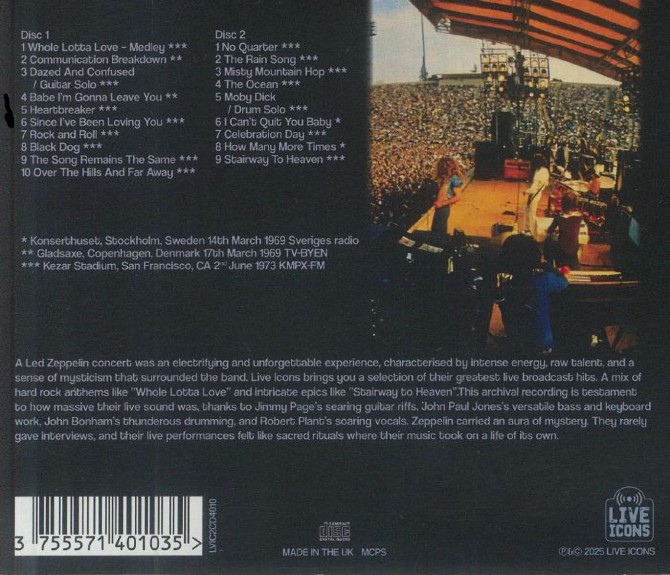 Disc 1
1 Whole Lotta Love - Medley ***
2 Communication Breakdown **
3 Dazed And Confused
/ Guitar Solo ***
4 Babe I'm Gonna Leave You **
5 Heartbreaker ***
6 Since I've Been Loving You ***
7 Rock and Roll ***
8 Black Dog ***
9 The Song Remains The Same ***
10 Over The Hills And Far Away ***
Disc 2
1 No Quarter ***
2 The Rain Song ***
3 Misty Mountain Hop ***
4 The Ocean ***
5 Moby Dick
/ Drum Solo ***
6 I Can't Quit You Baby *
7 Celebration Day ***
8 How Many More Times *
9 Stairway To Heaven ***
* Konserthuset, Stockholm, Sweden 14th March 1969 Sveriges radio
** Gladsaxe, Copenhagen, Denmark 17th March 1969 TV-BYEN
*** Kezar Stadium, San Francisco, CA 2nd June 1973 KMPX-FM
A Led Zeppelin concert was an electrifying and unforgettable experience, characterised by intense energy, raw talent, and a
sense of mysticism that surrounded the band. Live Icons brings you a selection of their greatest live broadcast hits. A mix of
hard rock anthems like "Whole Lotta Love" and intricate epics like "Stairway to Heaven".This archival recording is testament
to how massive their live sound was, thanks to Jimmy Page's searing guitar riffs, John Paul Jones's versatile bass and keyboard
work, John Bonham's thunderous drumming, and Robert Plant's soaring vocals. Zeppelin carried an aura of mystery. They rarely
gave interviews, and their live performances felt like sacred rituals where their music took on a life of its own.
3 755571 401035 >
LVIC2CD4010
COMPACT
disc
DIGITAL AUDIO
MADE IN THE UK MCPS
LIVE
ICONS
℗&© 2025 LIVE ICONS